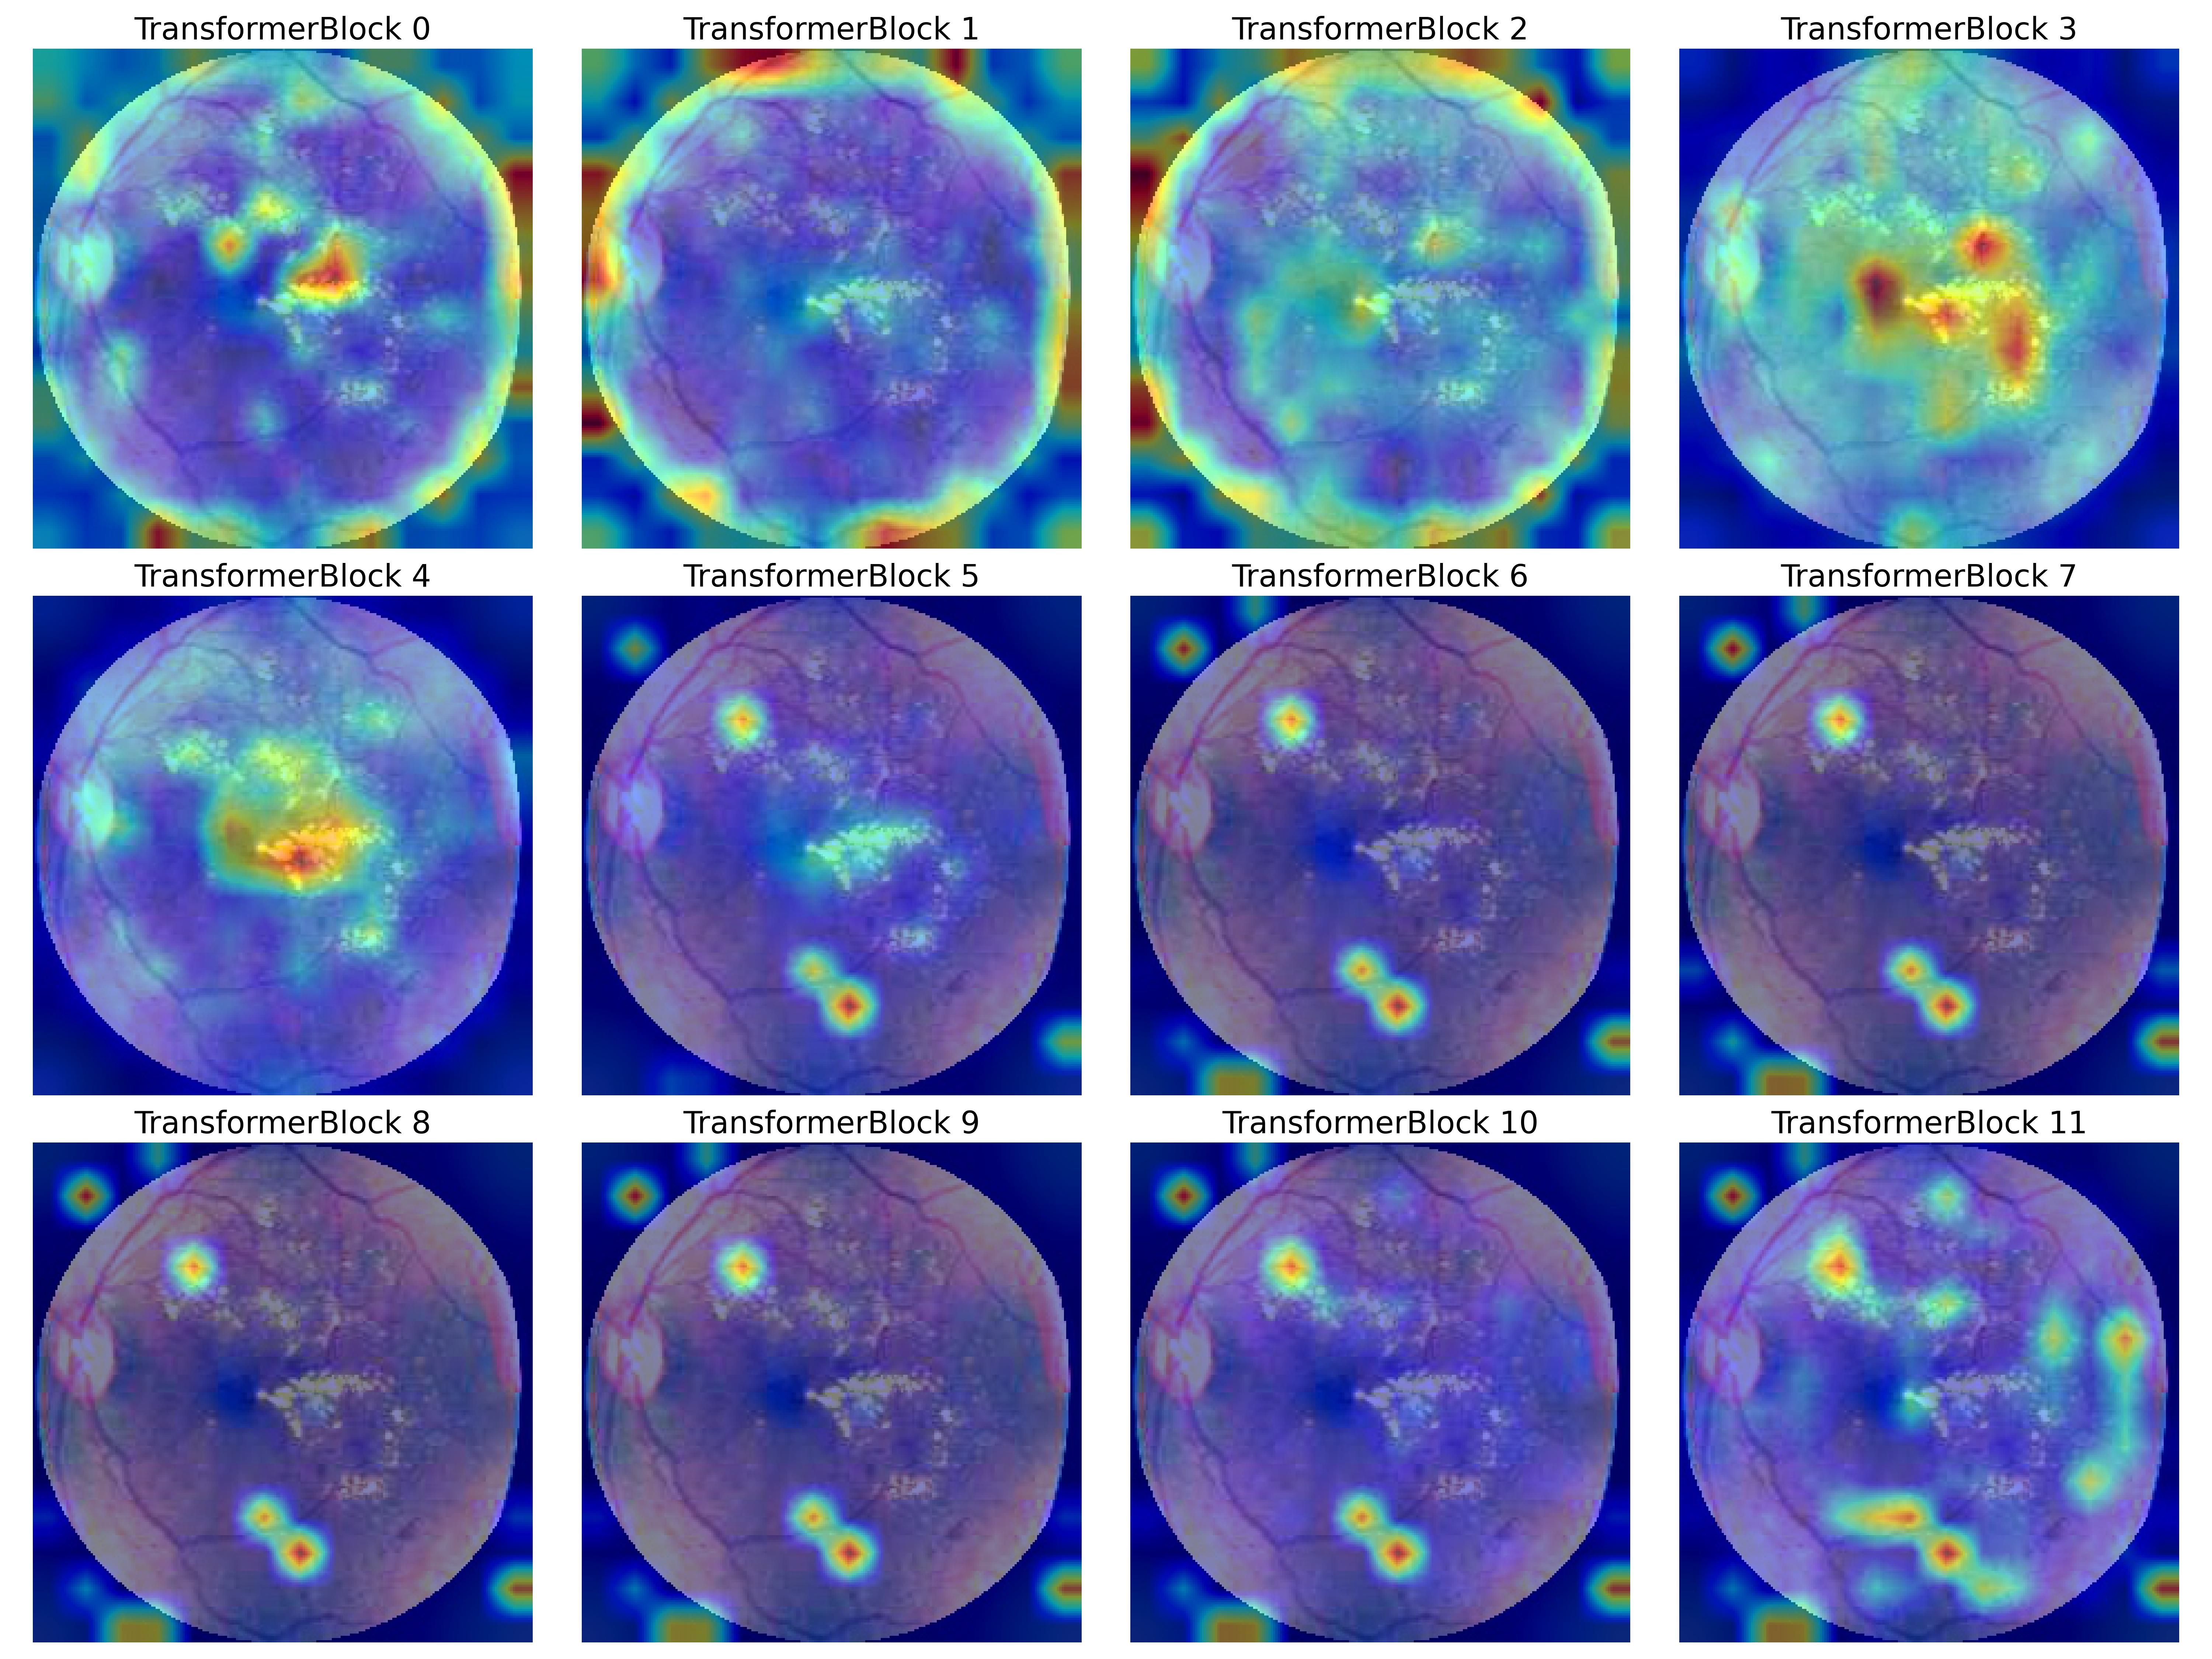 TransformerBlock 0
TransformerBlock 1
TransformerBlock 2
TransformerBlock 3
TransformerBlock 4
TransformerBlock 5
TransformerBlock 6
TransformerBlock 7
TransformerBlock 8
TransformerBlock 9
TransformerBlock 10
TransformerBlock 11